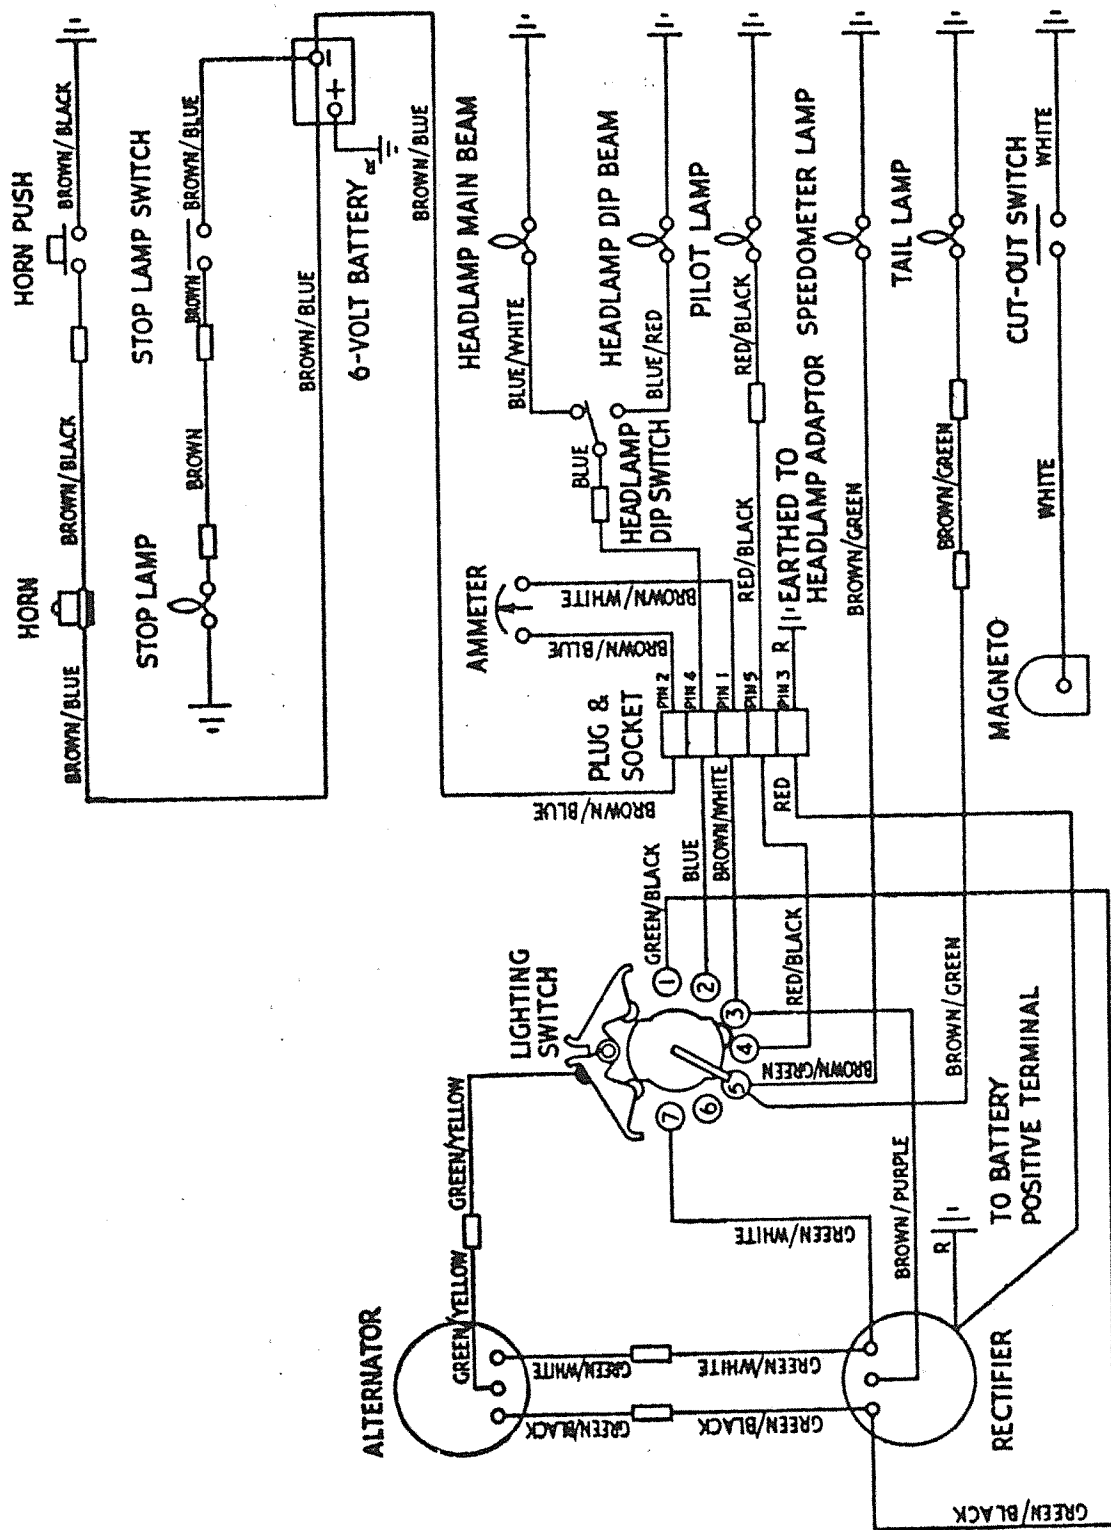 HORN PUSH
BROWN/BLACK
BROWN/BLACK
HORN
BROWN/BLUE
STOP LAMP SWITCH
BROWN/BLUE
BROWN
BROWN
STOP LAMP
6-VOLT BATTERY
R
+
-
BROWN/BLUE
BROWN/BLUE
HEADLAMP MAIN BEAM
BLUE/WHITE
HEADLAMP DIP BEAM
BLUE/RED
BLUE
HEADLAMP
DIP SWITCH
PILOT LAMP
RED/BLACK
RED/BLACK
EARTHED TO
HEADLAMP ADAPTOR
R
SPEEDOMETER LAMP
BROWN/GREEN
TAIL LAMP
BROWN/GREEN
CUT-OUT SWITCH
WHITE
WHITE
MAGNETO
AMMETER
BROWN/WHITE
BROWN/BLUE
PLUG &
SOCKET
PIN 2
PIN 4
PIN 1
PIN 5
PIN 3
BROWN/BLUE
BLUE
BROWN/WHITE
RED
GREEN/BLACK
RED/BLACK
LIGHTING
SWITCH
1
2
3
4
5
6
7
BROWN/GREEN
BROWN/GREEN
GREEN/YELLOW
GREEN/YELLOW
ALTERNATOR
GREEN/WHITE
GREEN/WHITE
GREEN/WHITE
GREEN/BLACK
GREEN/BLACK
BROWN/PURPLE
R
TO BATTERY
POSITIVE TERMINAL
RECTIFIER
GREEN/BLACK